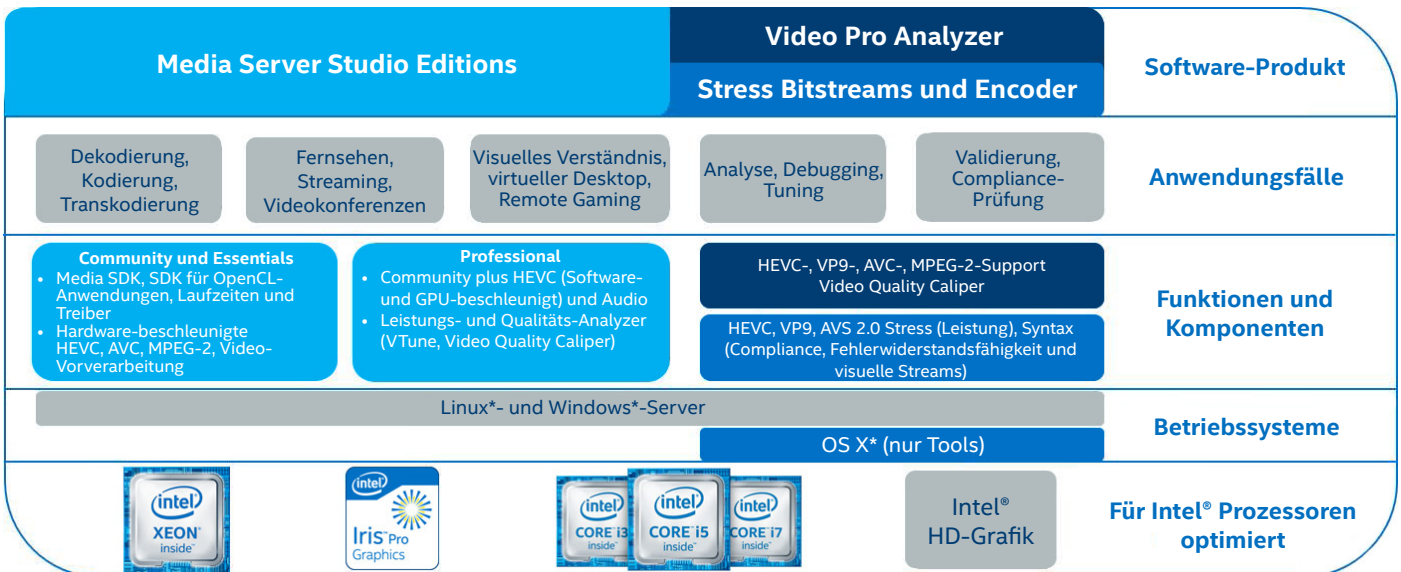 Media Server Studio Editions
Video Pro Analyzer
Stress Bitstreams und Encoder
Software-Produkt
Dekodierung,
Kodierung,
Transkodierung
Fernsehen,
Streaming,
Videokonferenzen
Visuelles Verständnis,
virtueller Desktop,
Remote Gaming
Analyse, Debugging,
Tuning
Validierung,
Compliance-
Prüfung
Anwendungsfälle
Community und Essentials
• Media SDK, SDK für OpenCL-
Anwendungen, Laufzeiten und
Treiber
• Hardware-beschleunigte
HEVC, AVC, MPEG-2, Video-
Vorverarbeitung
Professional
• Community plus HEVC (Software-
und GPU-beschleunigt) und Audio
• Leistungs- und Qualitäts-Analyzer
(VTune, Video Quality Caliper)
HEVC-, VP9-, AVC-, MPEG-2-Support
Video Quality Caliper
HEVC, VP9, AVS 2.0 Stress (Leistung), Syntax
(Compliance, Fehlerwiderstandsfähigkeit und
visuelle Streams)
Funktionen und
Komponenten
Linux*- und Windows*-Server
OS X* (nur Tools)
Betriebssysteme
intel
XEON®
inside™
intel
Iris™ Pro
Graphics
intel
CORE i3
inside™
intel
CORE™ i5
inside™
intel
CORE i7
inside™
Intel®
HD-Grafik
Für Intel® Prozessoren
optimiert